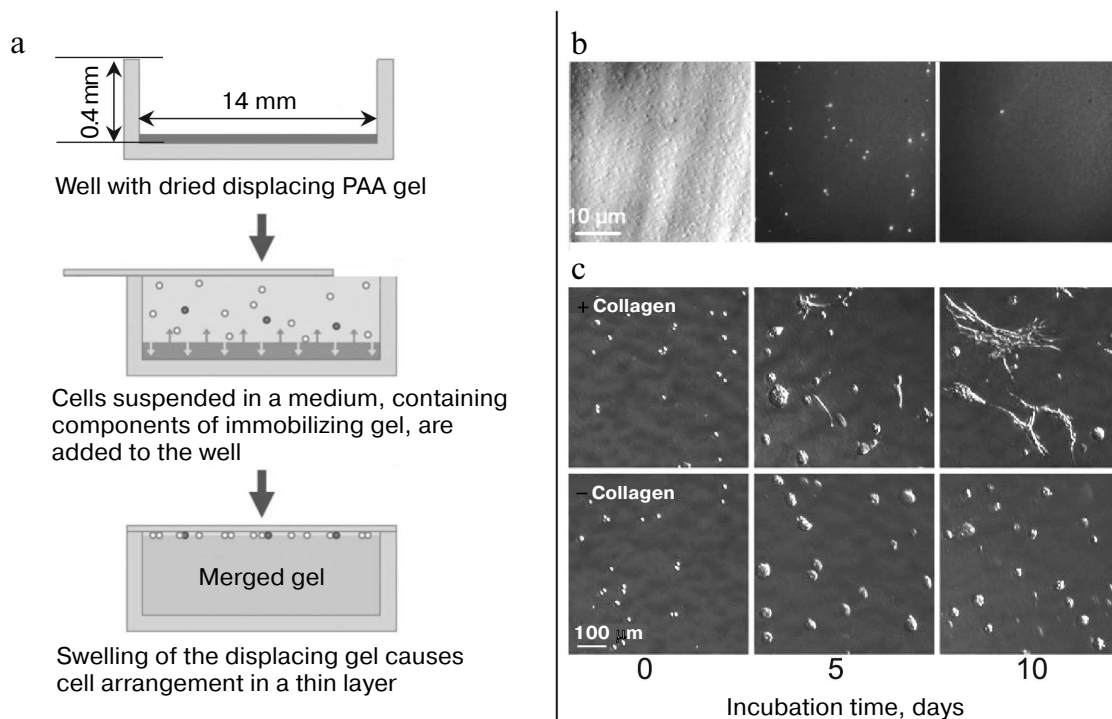 a
0.4 mm
14 mm
Well with dried displacing PAA gel
Cells suspended in a medium, containing
components of immobilizing gel, are
added to the well
Merged gel
Swelling of the displacing gel causes
cell arrangement in a thin layer
b
10 μm
c
+ Collagen
− Collagen
100 μm
0 5 10
Incubation time, days